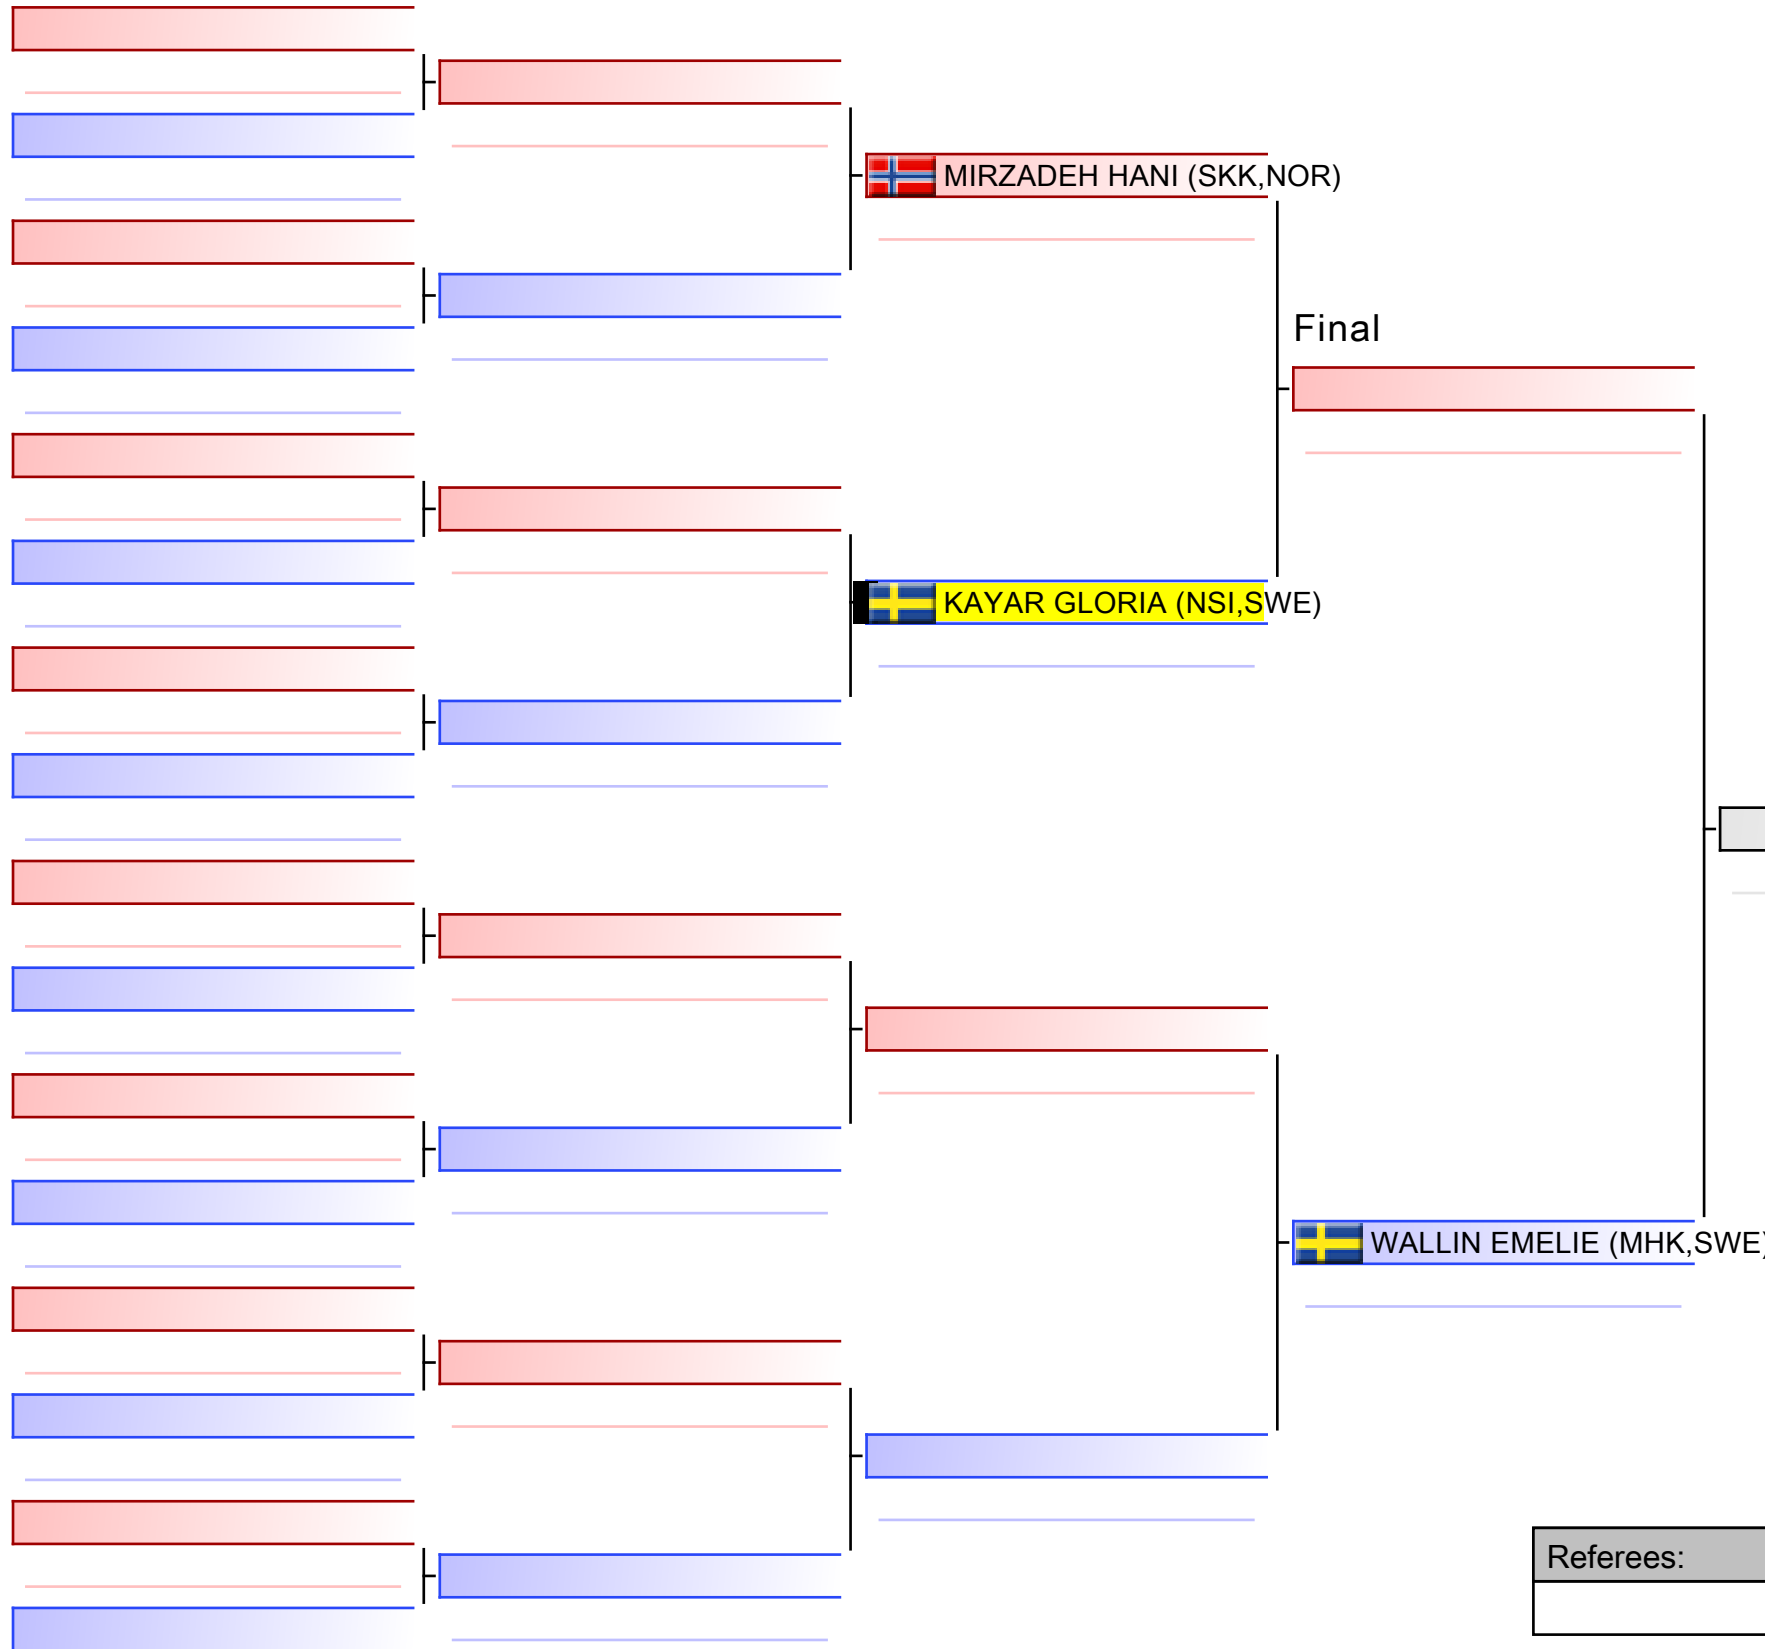 MIRZADEH HANI (SKK,NOR)
Final
KAYAR GLORIA (NSI,SWE)
WALLIN EMELIE (MHK,SWE)
Referees: